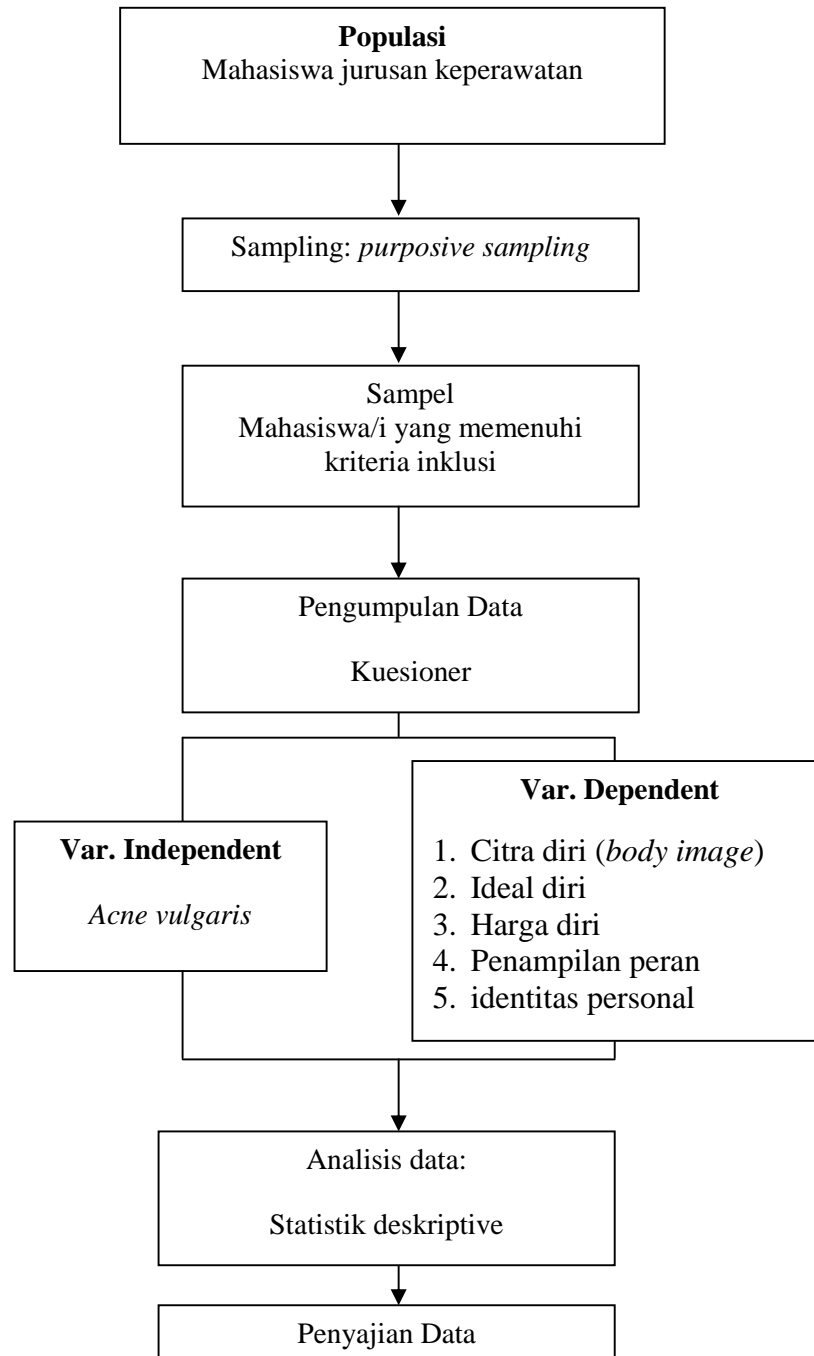 Populasi
Mahasiswa jurusan keperawatan
Sampling: purposive sampling
Sampel
Mahasiswa/i yang memenuhi
kriteria inklusi
Pengumpulan Data
Kuesioner
Var. Independent
Acne vulgaris
Var. Dependent
1. Citra diri (body image)
2. Ideal diri
3. Harga diri
4. Penampilan peran
5. identitas personal
Analisis data:
Statistik deskriptive
Penyajian Data